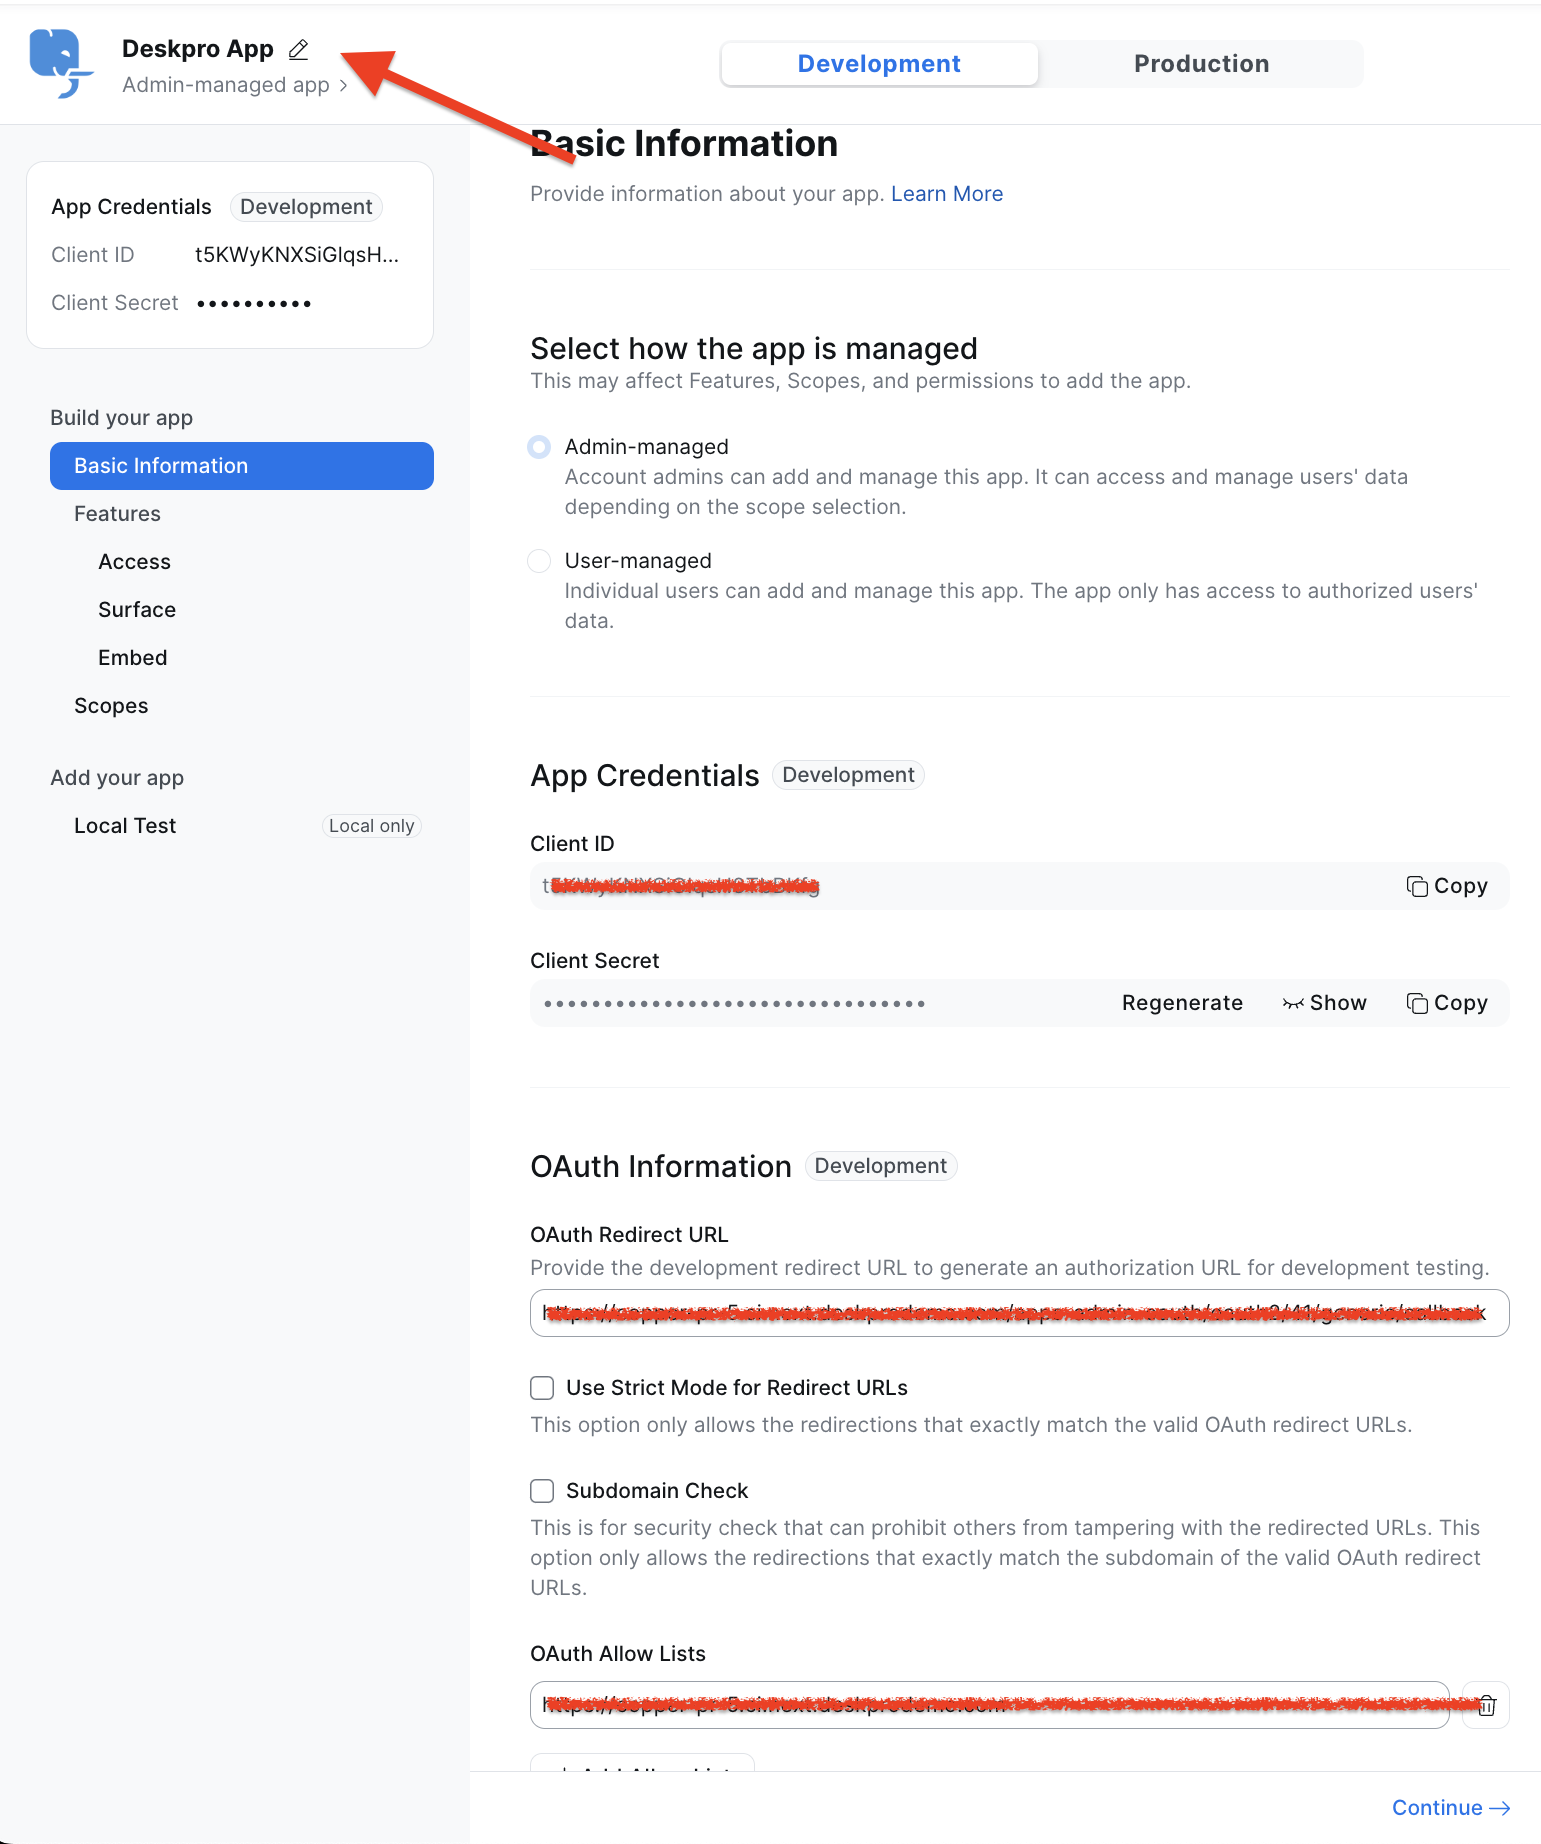 Deskpro App
Admin-managed app
Development
Production
App Credentials Development
Client ID t5KWyKNXSiGlqsH...
Client Secret ••••••••••
Build your app
Basic Information
Features
Access
Surface
Embed
Scopes
Add your app
Local Test Local only
Basic Information
Provide information about your app. Learn More
Select how the app is managed
This may affect Features, Scopes, and permissions to add the app.
Admin-managed
Account admins can add and manage this app. It can access and manage users' data
depending on the scope selection.
User-managed
Individual users can add and manage this app. The app only has access to authorized users'
data.
App Credentials Development
Client ID
Copy
Client Secret
•••••••••••••••••••••••••••••••• Regenerate Show Copy
OAuth Information Development
OAuth Redirect URL
Provide the development redirect URL to generate an authorization URL for development testing.
Use Strict Mode for Redirect URLs
This option only allows the redirections that exactly match the valid OAuth redirect URLs.
Subdomain Check
This is for security check that can prohibit others from tampering with the redirected URLs. This
option only allows the redirections that exactly match the subdomain of the valid OAuth redirect
URLs.
OAuth Allow Lists
Continue